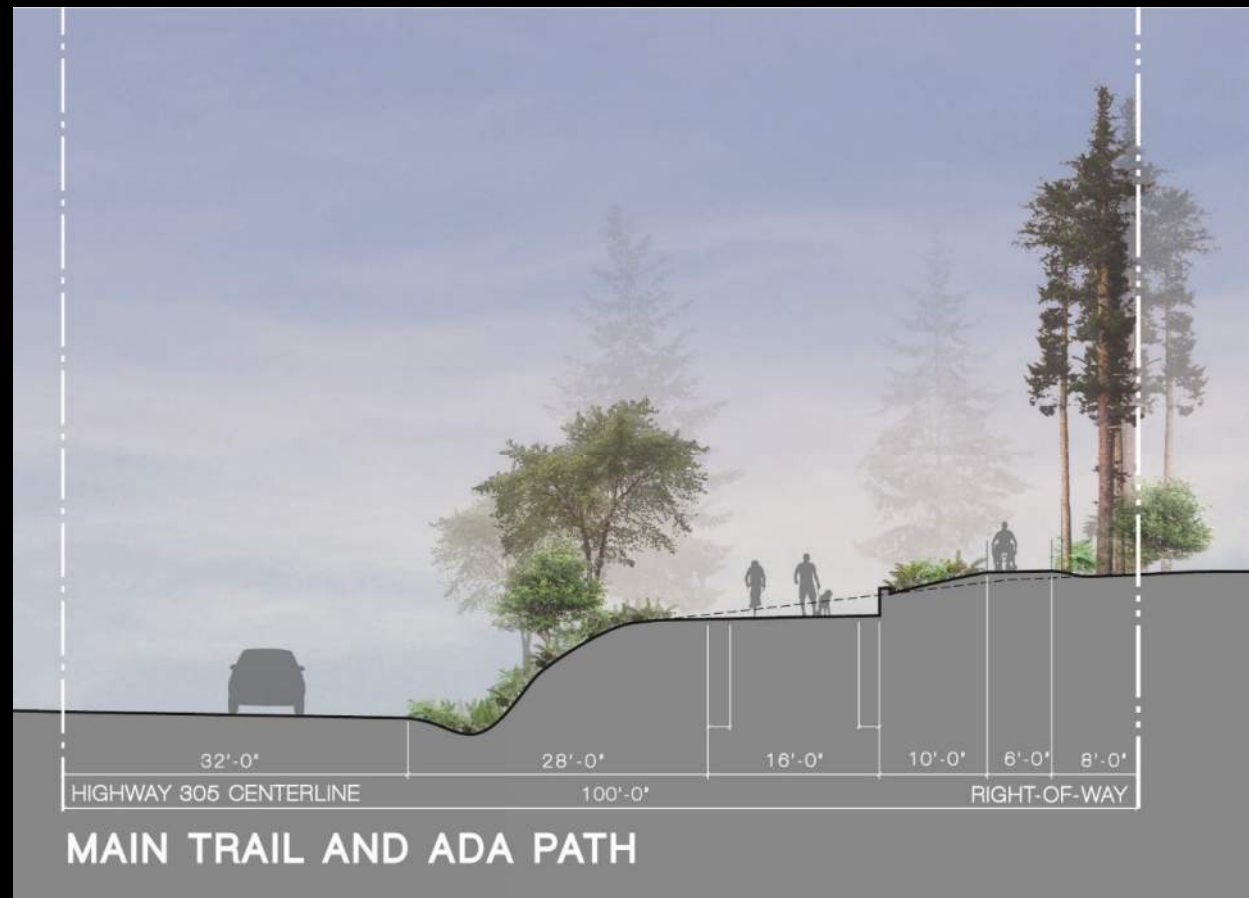 32'-0" 28'-0" 16'-0" 10'-0" 6'-0" 8'-0"
HIGHWAY 305 CENTERLINE 100'-0" RIGHT-OF-WAY
MAIN TRAIL AND ADA PATH